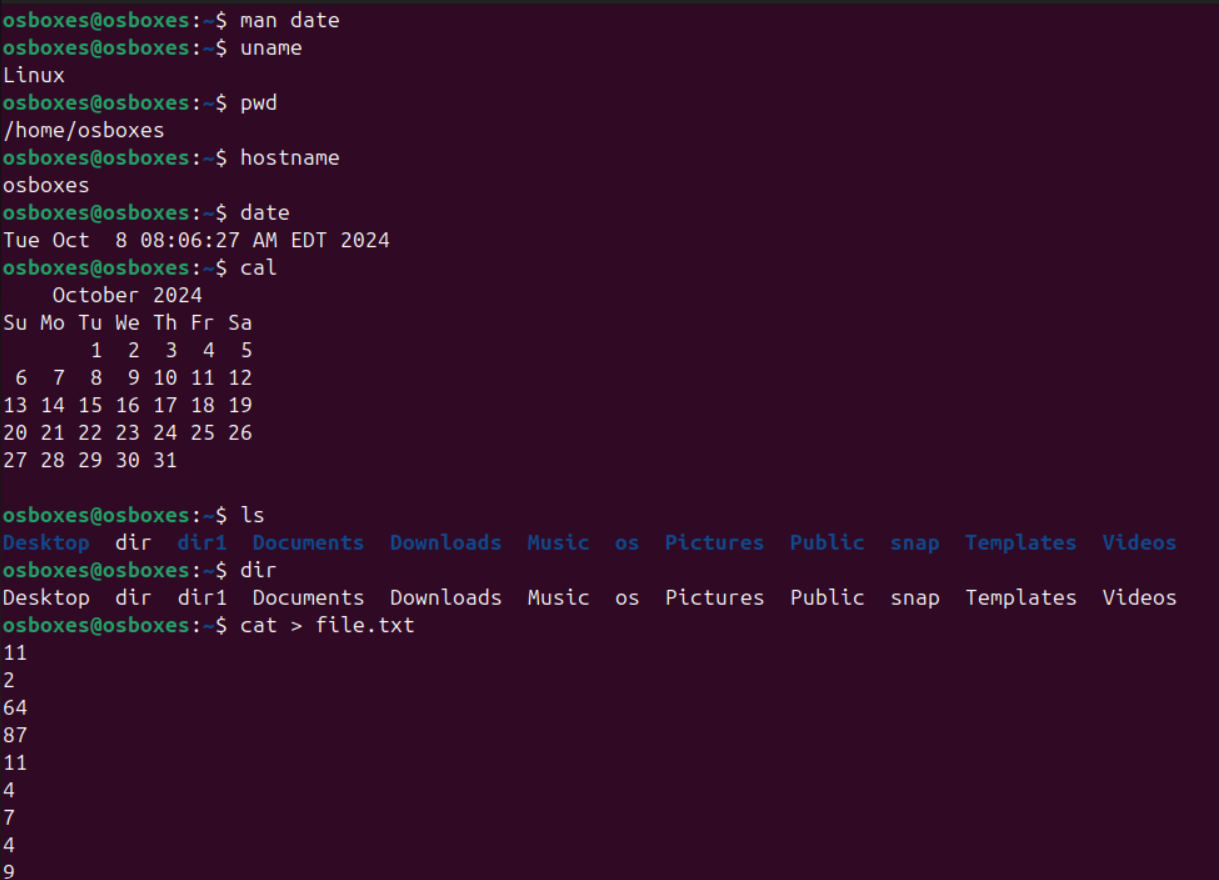 osboxes@osboxes:~$ man date
osboxes@osboxes:~$ uname
Linux
osboxes@osboxes:~$ pwd
/home/osboxes
osboxes@osboxes:~$ hostname
osboxes
osboxes@osboxes:~$ date
Tue Oct  8 08:06:27 AM EDT 2024
osboxes@osboxes:~$ cal
    October 2024
Su Mo Tu We Th Fr Sa
       1  2  3  4  5
 6  7  8  9 10 11 12
13 14 15 16 17 18 19
20 21 22 23 24 25 26
27 28 29 30 31
osboxes@osboxes:~$ ls
Desktop  dir  dir1  Documents  Downloads  Music  os  Pictures  Public  snap  Templates  Videos
osboxes@osboxes:~$ dir
Desktop  dir  dir1  Documents  Downloads  Music  os  Pictures  Public  snap  Templates  Videos
osboxes@osboxes:~$ cat > file.txt
11
2
64
87
11
4
7
4
9